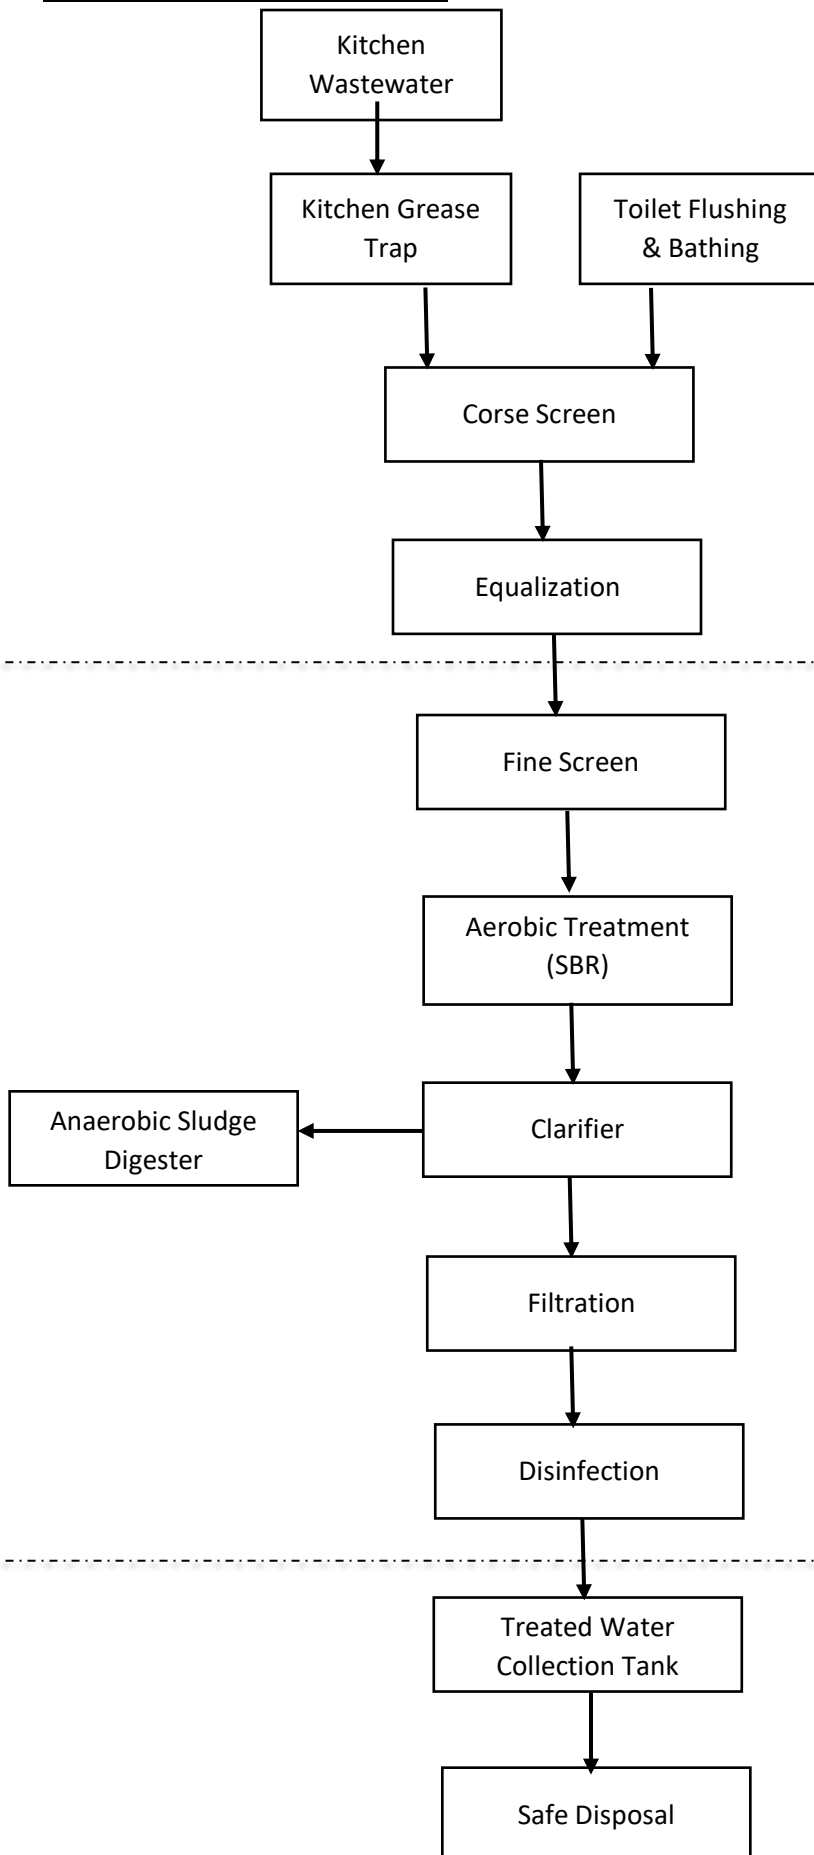 Kitchen
Wastewater
Kitchen Grease
Trap
Toilet Flushing
& Bathing
Corse Screen
Equalization
Fine Screen
Aerobic Treatment
(SBR)
Anaerobic Sludge
Digester
Clarifier
Filtration
Disinfection
Treated Water
Collection Tank
Safe Disposal